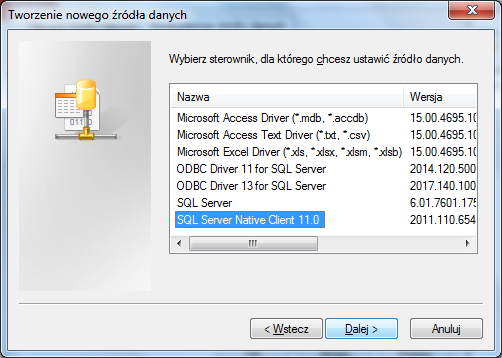 Tworzenie nowego źródła danych
Wybierz sterownik, dla którego chcesz ustawić źródło danych.
Nazwa Wersja
Microsoft Access Driver (*.mdb, *.accdb) 15.00.4695.10
Microsoft Access Text Driver (*.txt, *.csv) 15.00.4695.10
Microsoft Excel Driver (*.xls, *.xlsx, *.xlsm, *.xlsb) 15.00.4695.10
ODBC Driver 11 for SQL Server 2014.120.500
ODBC Driver 13 for SQL Server 2017.140.100
SQL Server 6.01.7601.175
SQL Server Native Client 11.0 2011.110.654
< Wstecz Dalej > Anuluj